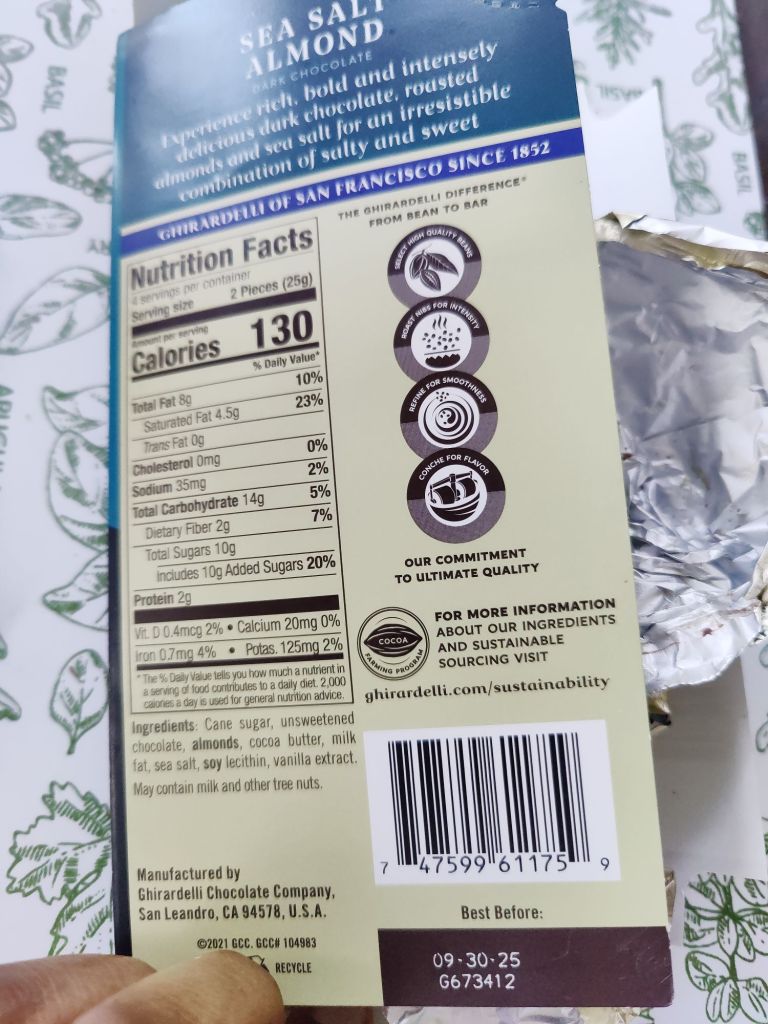 SEA SALT
ALMOND
DARK CHOCOLATE
Experience rich, bold and intensely
delicious dark chocolate, roasted
almonds and sea salt for an irresistible
combination of salty and sweet
GHIRARDELLI OF SAN FRANCISCO SINCE 1852
Nutrition Facts
4 servings per container
Serving size 2 Pieces (25g)
Amount per serving
Calories 130
% Daily Value*
Total Fat 8g 10%
Saturated Fat 4.5g 23%
Trans Fat 0g
Cholesterol 0mg 0%
Sodium 35mg 2%
Total Carbohydrate 14g 5%
Dietary Fiber 2g 7%
Total Sugars 10g
Includes 10g Added Sugars 20%
Protein 2g
Vit. D 0.4mcg 2% • Calcium 20mg 0%
Iron 0.7mg 4% • Potas. 125mg 2%
*The % Daily Value tells you how much a nutrient in
a serving of food contributes to a daily diet. 2,000
calories a day is used for general nutrition advice.
Ingredients: Cane sugar, unsweetened
chocolate, almonds, cocoa butter, milk
fat, sea salt, soy lecithin, vanilla extract.
May contain milk and other tree nuts.
Manufactured by
Ghirardelli Chocolate Company,
San Leandro, CA 94578, U.S.A.
©2021 GCC. GCC# 104983
RECYCLE
THE GHIRARDELLI DIFFERENCE®
FROM BEAN TO BAR
SELECT HIGH QUALITY BEANS
ROAST NIBS FOR INTENSITY
REFINE FOR SMOOTHNESS
CONCHE FOR FLAVOR
OUR COMMITMENT
TO ULTIMATE QUALITY
COCOA
FARMING PROGRAM
FOR MORE INFORMATION
ABOUT OUR INGREDIENTS
AND SUSTAINABLE
SOURCING VISIT
ghirardelli.com/sustainability
7 47599 61175 9
Best Before:
09-30-25
G673412
BASIL
BASIL
BASIL